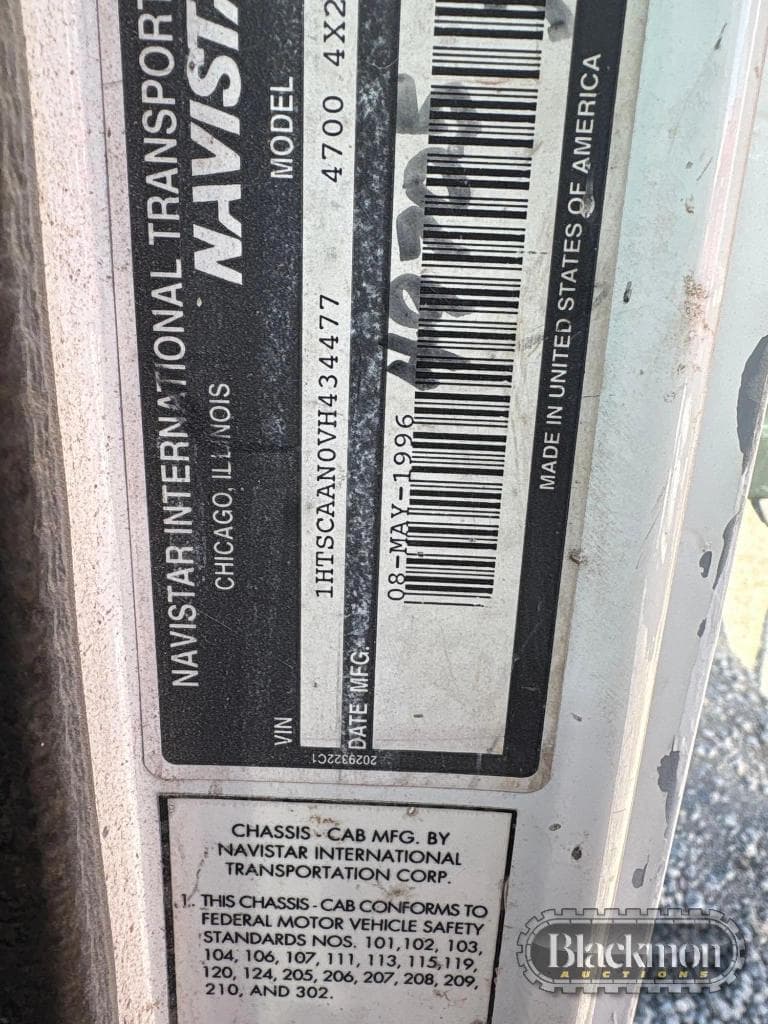 NAVISTAR INTERNATIONAL TRANSPORT
NAVIST
CHICAGO, ILLINOIS
MODEL
VIN
1HTSCAAN0VH434477
4700 4X2
DATE MFG.
08-MAY-1996
MADE IN UNITED STATES OF AMERICA
2029322C1
CHASSIS - CAB MFG. BY
NAVISTAR INTERNATIONAL
TRANSPORTATION CORP.
1. THIS CHASSIS - CAB CONFORMS TO
FEDERAL MOTOR VEHICLE SAFETY
STANDARDS NOS. 101, 102, 103,
104, 106, 107, 111, 113, 115, 119,
120, 124, 205, 206, 207, 208, 209,
210, AND 302.
Blackmon
AUCTIONS